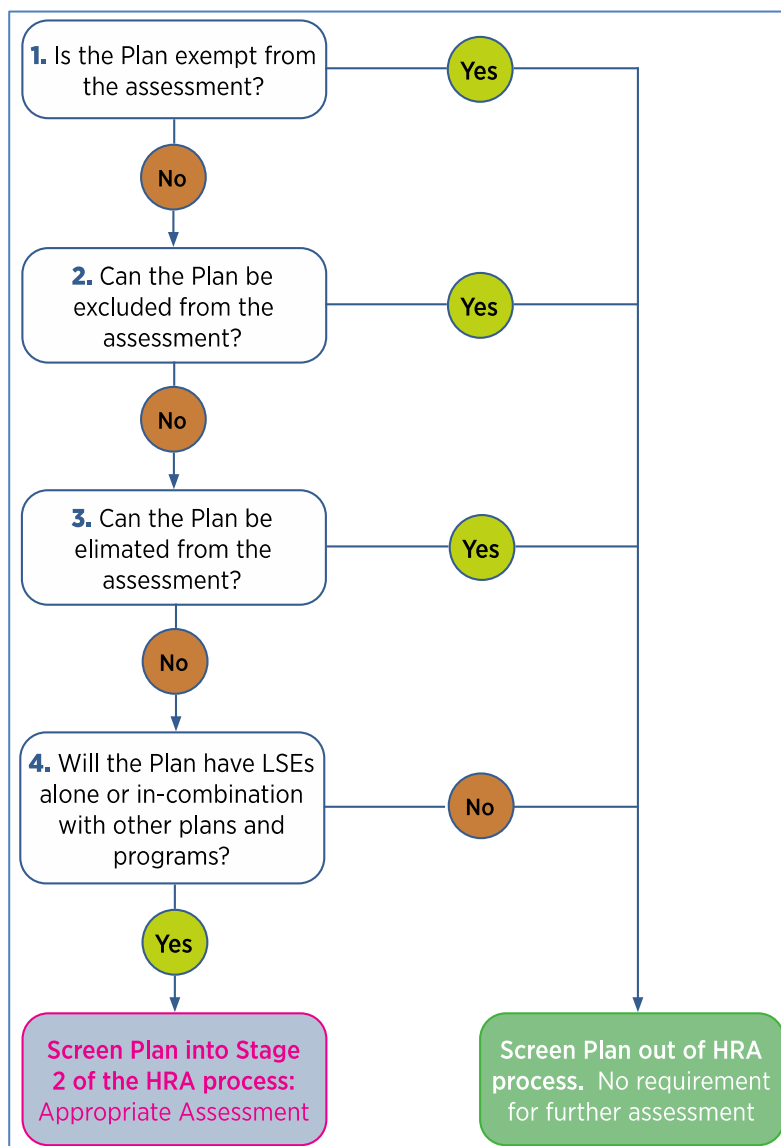 1. Is the Plan exempt from
the assessment?
Yes
No
2. Can the Plan be
excluded from the
assessment?
Yes
No
3. Can the Plan be
elimated from the
assessment?
Yes
No
4. Will the Plan have LSEs
alone or in-combination
with other plans and
programs?
No
Yes
Screen Plan into Stage
2 of the HRA process:
Appropriate Assessment
Screen Plan out of HRA
process. No requirement
for further assessment